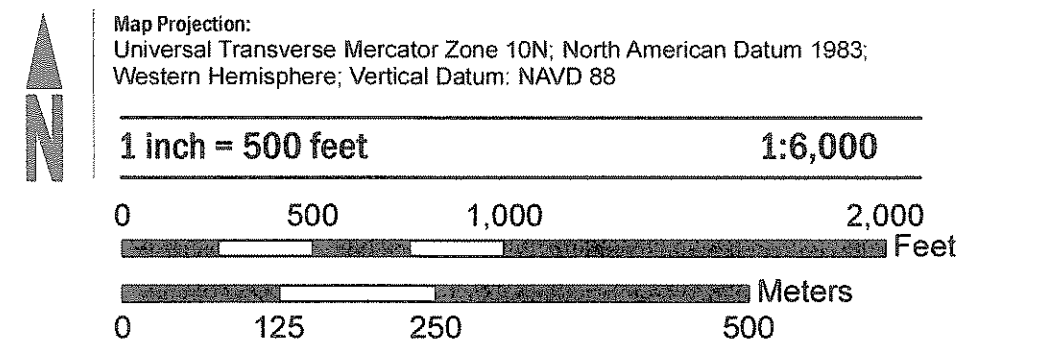 N
Map Projection:
Universal Transverse Mercator Zone 10N; North American Datum 1983;
Western Hemisphere; Vertical Datum: NAVD 88
1 inch = 500 feet 1:6,000
0 500 1,000 2,000
Feet
Meters
0 125 250 500